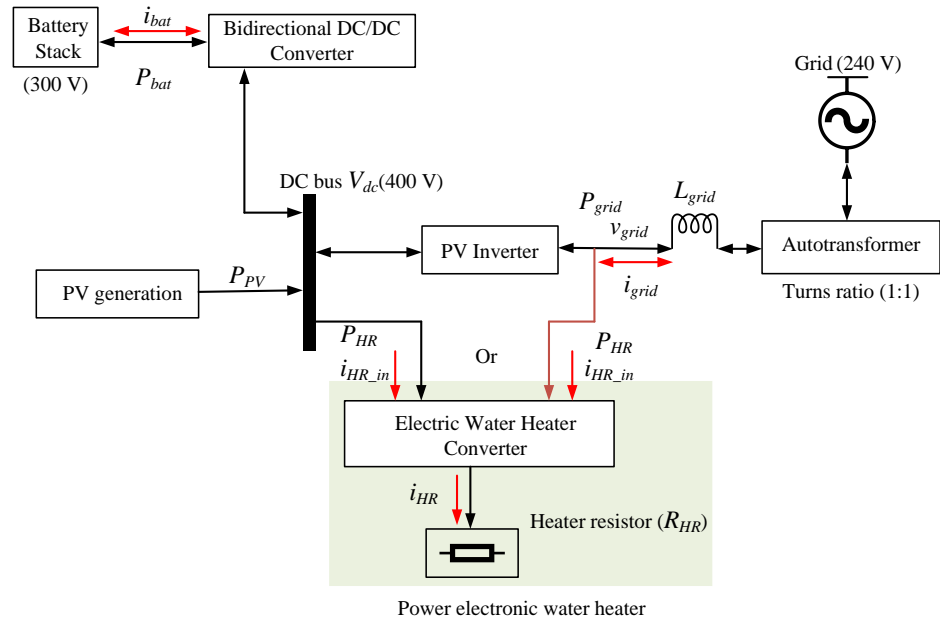 Battery
Stack
(300 V)
i_bat
P_bat
Bidirectional DC/DC
Converter
Grid (240 V)
DC bus V_dc(400 V)
P_grid
v_grid
L_grid
i_grid
PV Inverter
Autotransformer
Turns ratio (1:1)
PV generation
P_PV
P_HR
i_HR_in
Or
P_HR
i_HR_in
Electric Water Heater
Converter
i_HR
Heater resistor (R_HR)
Power electronic water heater